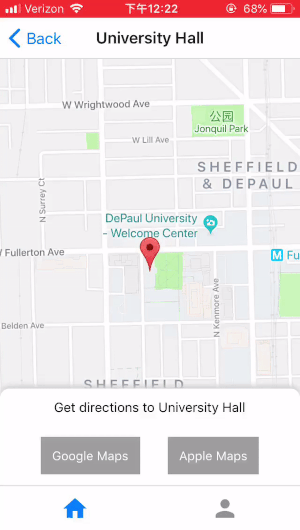 Verizon 下午12:22 68%
Back University Hall
W Wrightwood Ave
公园
Jonquil Park
W Lill Ave
SHEFFIELD
& DEPAUL
N Surrey Ct
DePaul University
- Welcome Center
Fullerton Ave
M Fu
N Kenmore Ave
Belden Ave
SHEFFIELD
Get directions to University Hall
Google Maps Apple Maps